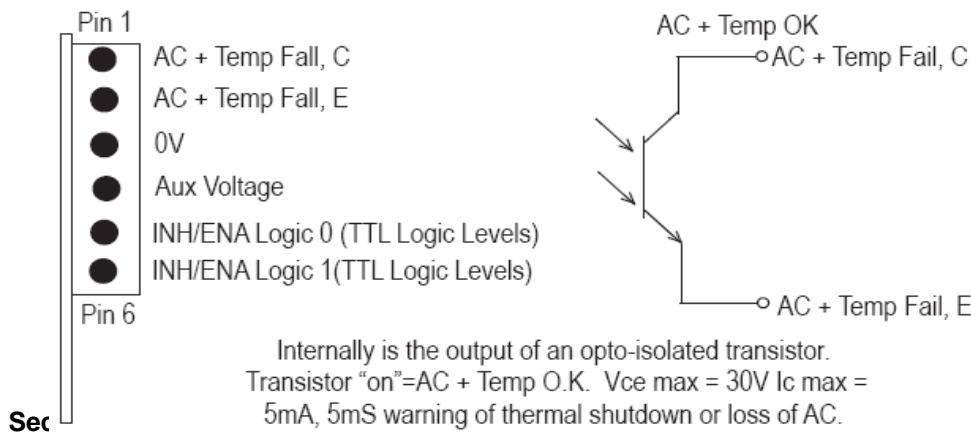 Pin 1
AC + Temp Fall, C
AC + Temp Fall, E
0V
Aux Voltage
INH/ENA Logic 0 (TTL Logic Levels)
INH/ENA Logic 1(TTL Logic Levels)
Pin 6
AC + Temp OK
AC + Temp Fail, C
AC + Temp Fail, E
Internally is the output of an opto-isolated transistor.
Transistor “on”=AC + Temp O.K. Vce max = 30V Ic max =
5mA, 5mS warning of thermal shutdown or loss of AC.